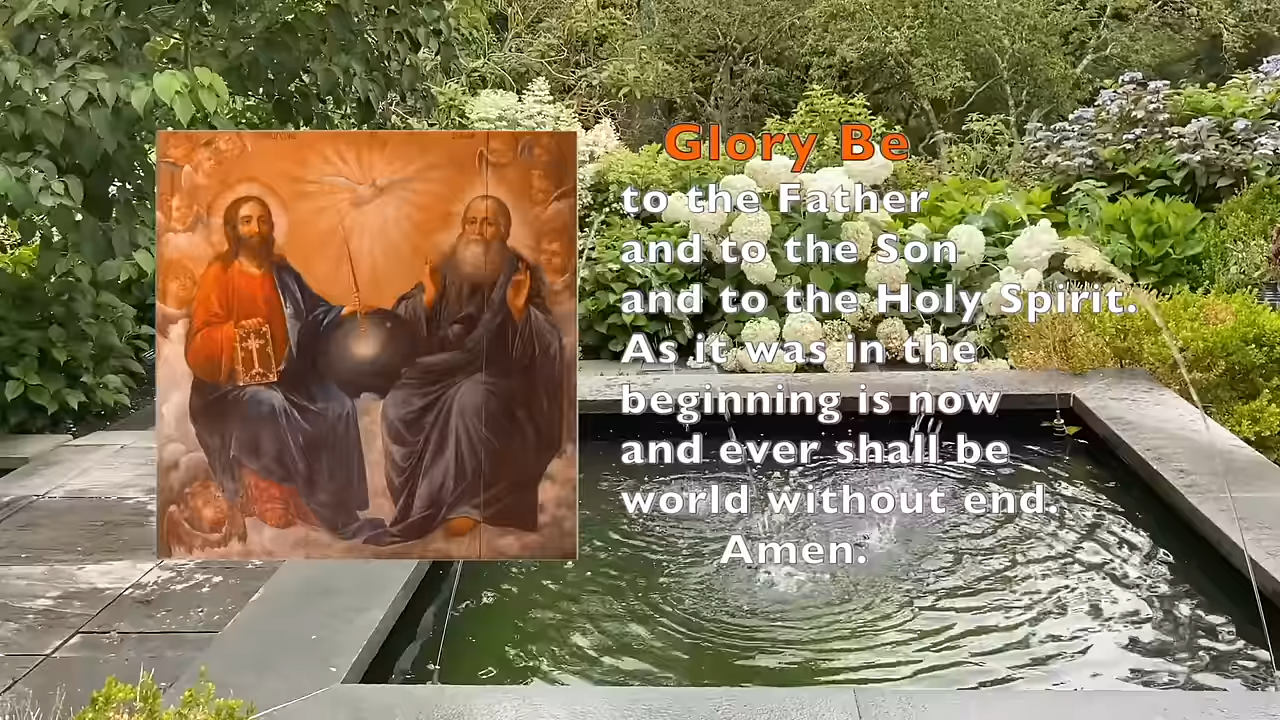 Glory Be
to the Father
and to the Son
and to the Holy Spirit.
As it was in the
beginning is now
and ever shall be
world without end.
Amen.